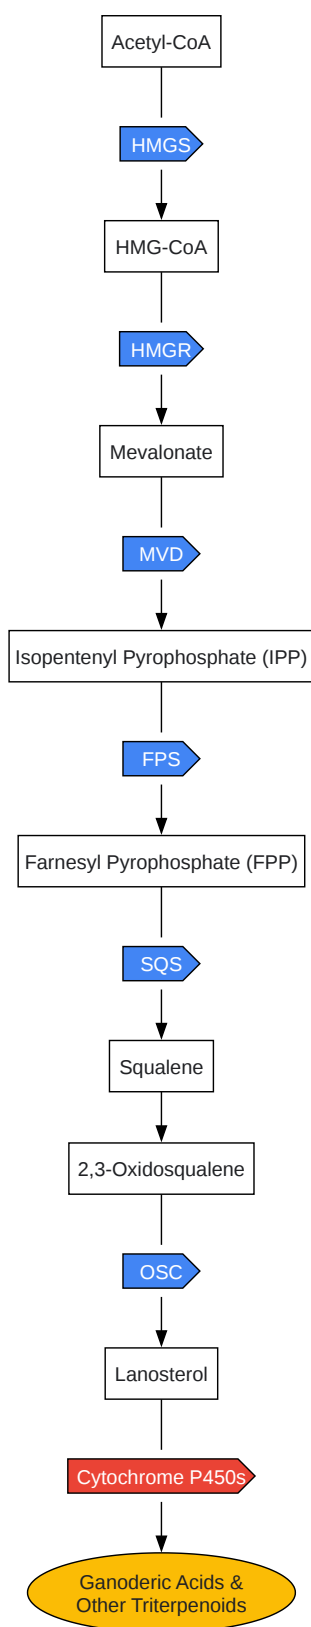 Acetyl-CoA
HMGS
HMG-CoA
HMGR
Mevalonate
MVD
Isopentenyl Pyrophosphate (IPP)
FPS
Farnesyl Pyrophosphate (FPP)
SQS
Squalene
2,3-Oxidosqualene
OSC
Lanosterol
Cytochrome P450s
Ganoderic Acids &
Other Triterpenoids